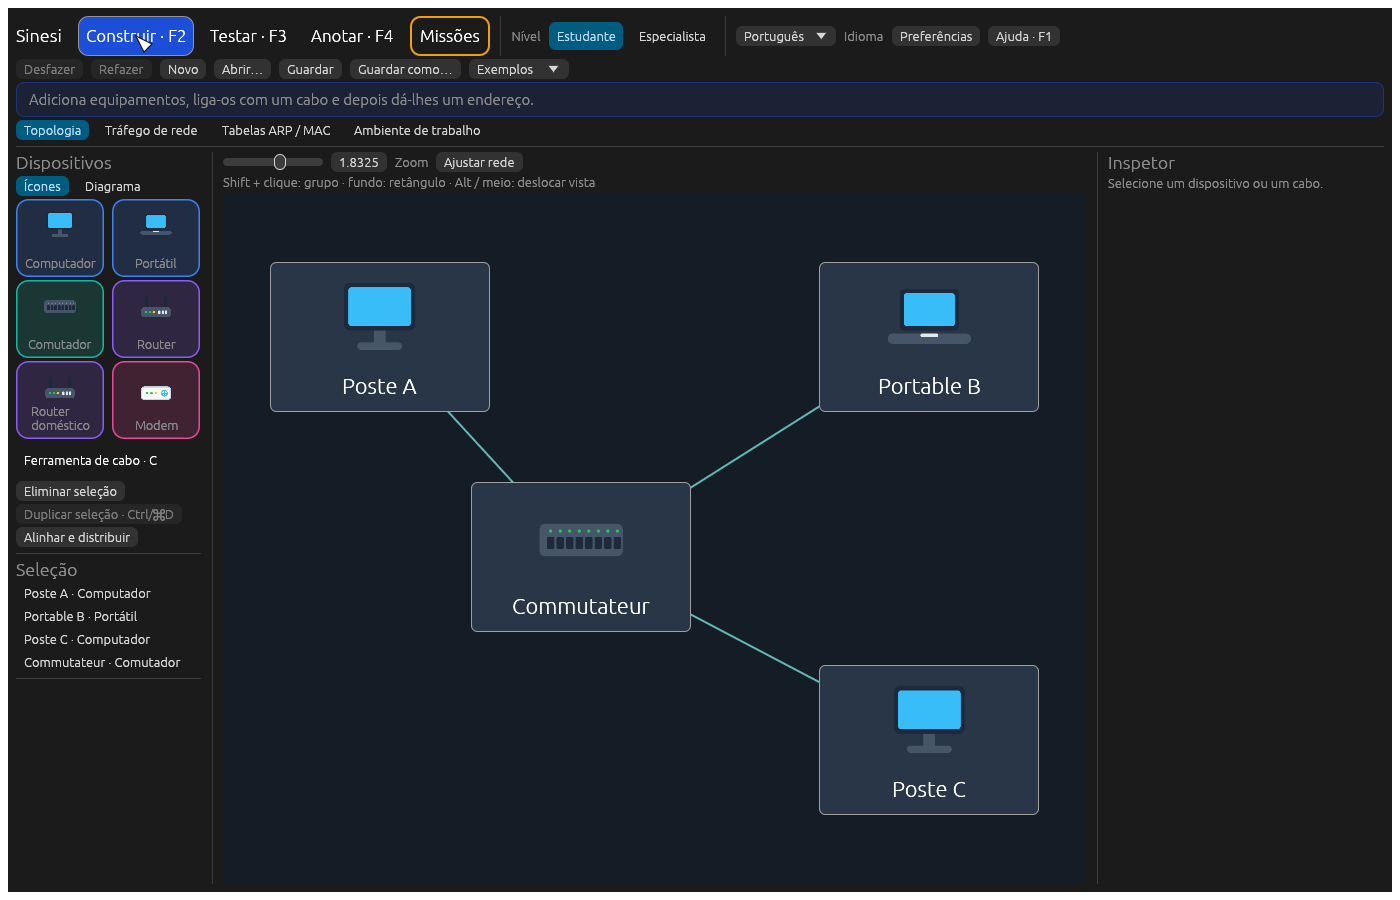 Sinesi Construir · F2 Testar · F3 Anotar · F4 Missões Nível Estudante Especialista Português Idioma Preferências Ajuda · F1
Desfazer Refazer Novo Abrir... Guardar Guardar como... Exemplos
Adiciona equipamentos, liga-os com um cabo e depois dá-lhes um endereço.
Topologia Tráfego de rede Tabelas ARP / MAC Ambiente de trabalho
Dispositivos
Ícones Diagrama
Computador Portátil
Comutador Router
Router
doméstico
Modem
Ferramenta de cabo · C
Eliminar seleção
Duplicar seleção · Ctrl/⌘D
Alinhar e distribuir
Seleção
Poste A · Computador
Portable B · Portátil
Poste C · Computador
Commutateur · Comutador
1.8325 Zoom Ajustar rede
Shift + clique: grupo · fundo: retângulo · Alt / meio: deslocar vista
Poste A
Portable B
Commutateur
Poste C
Inspetor
Selecione um dispositivo ou um cabo.